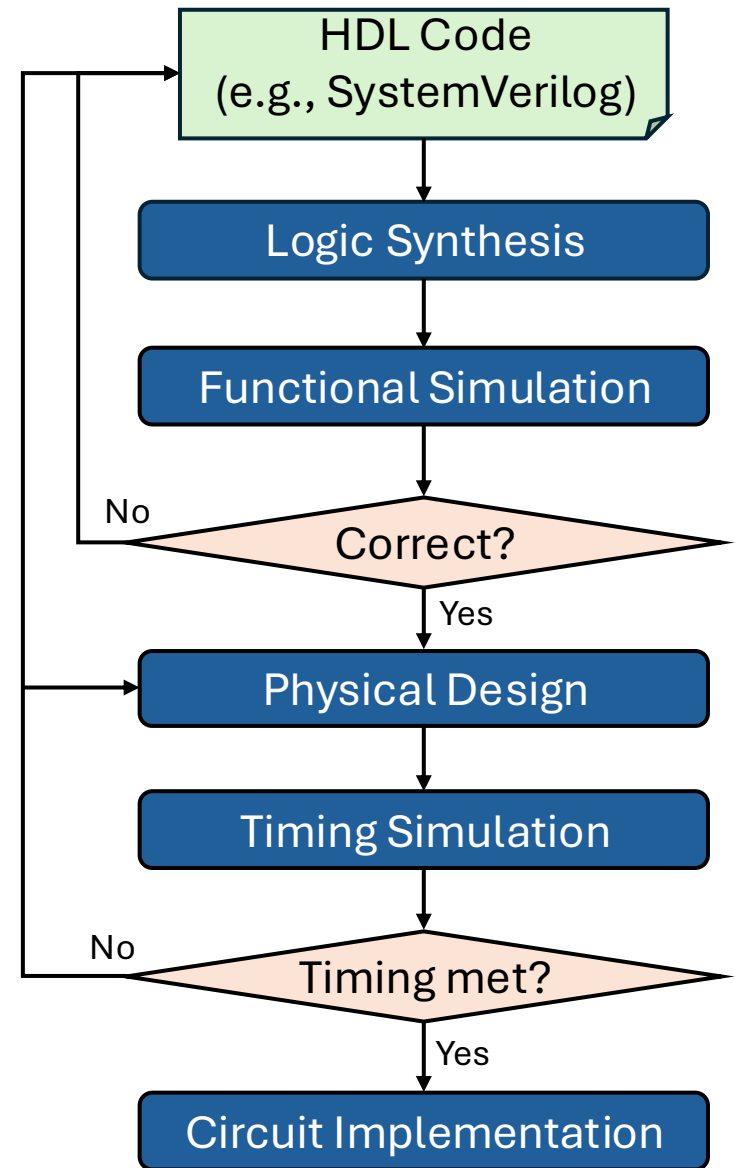 HDL Code
(e.g., SystemVerilog)
Logic Synthesis
Functional Simulation
No
Correct?
Yes
Physical Design
Timing Simulation
No
Timing met?
Yes
Circuit Implementation